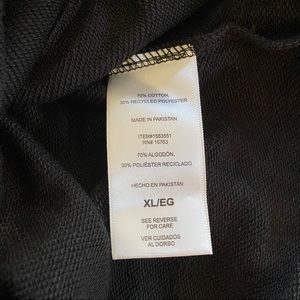 70% COTTON,
30% RECYCLED POLYESTER
MADE IN PAKISTAN
ITEM#1563551
RN# 15763
70% ALGODÓN,
30% POLIÉSTER RECICLADO
HECHO EN PAKISTÁN
XL/EG
SEE REVERSE
FOR CARE
VER CUIDADOS
AL DORSO